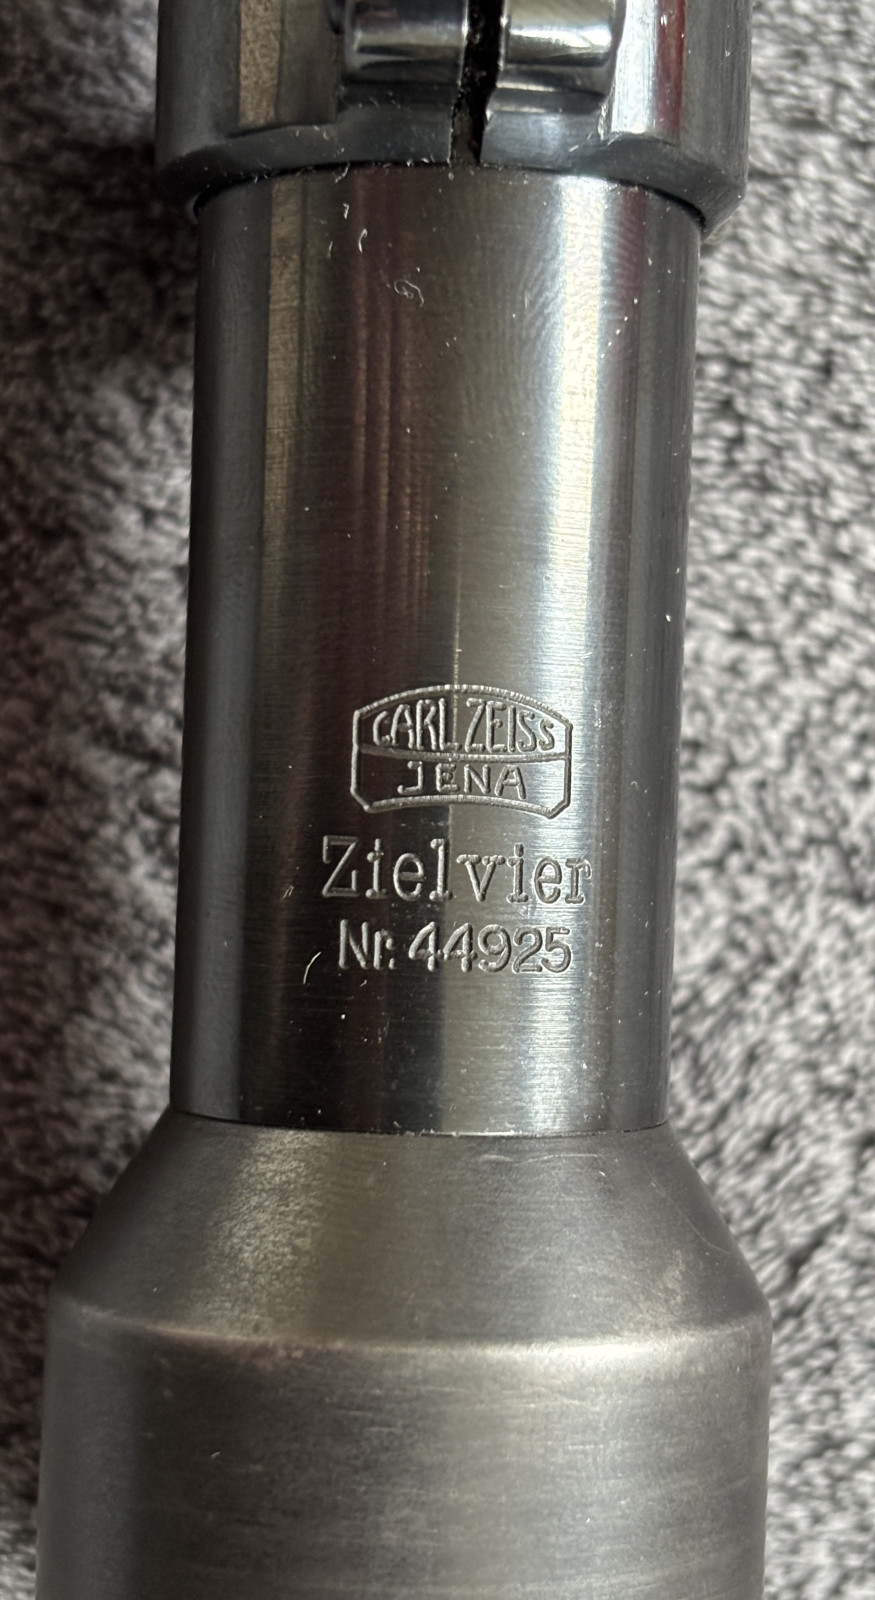 CARL ZEISS
JENA
Zielvier
Nr. 44925